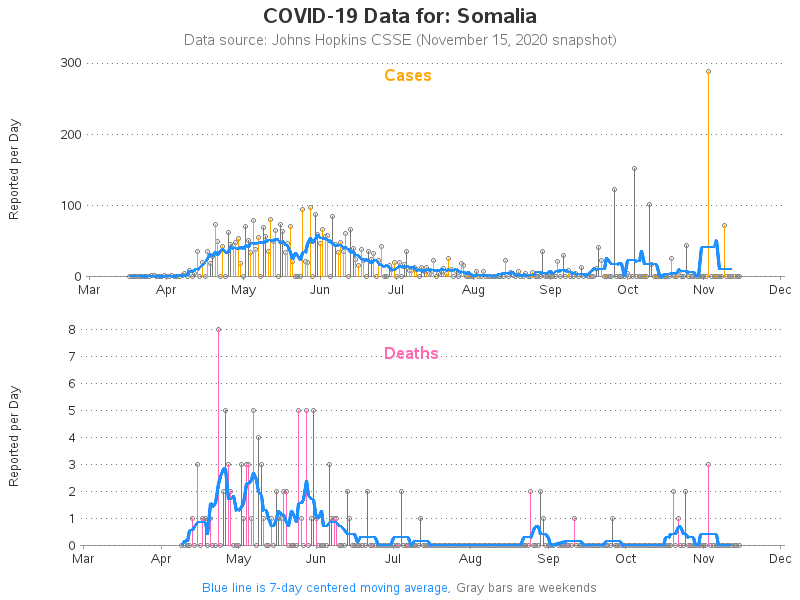 COVID-19 Data for: Somalia
Data source: Johns Hopkins CSSE (November 15, 2020 snapshot)
Cases
Reported per Day
300
200
100
0
Mar Apr May Jun Jul Aug Sep Oct Nov Dec
Deaths
Reported per Day
8
7
6
5
4
3
2
1
0
Mar Apr May Jun Jul Aug Sep Oct Nov Dec
Blue line is 7-day centered moving average, Gray bars are weekends